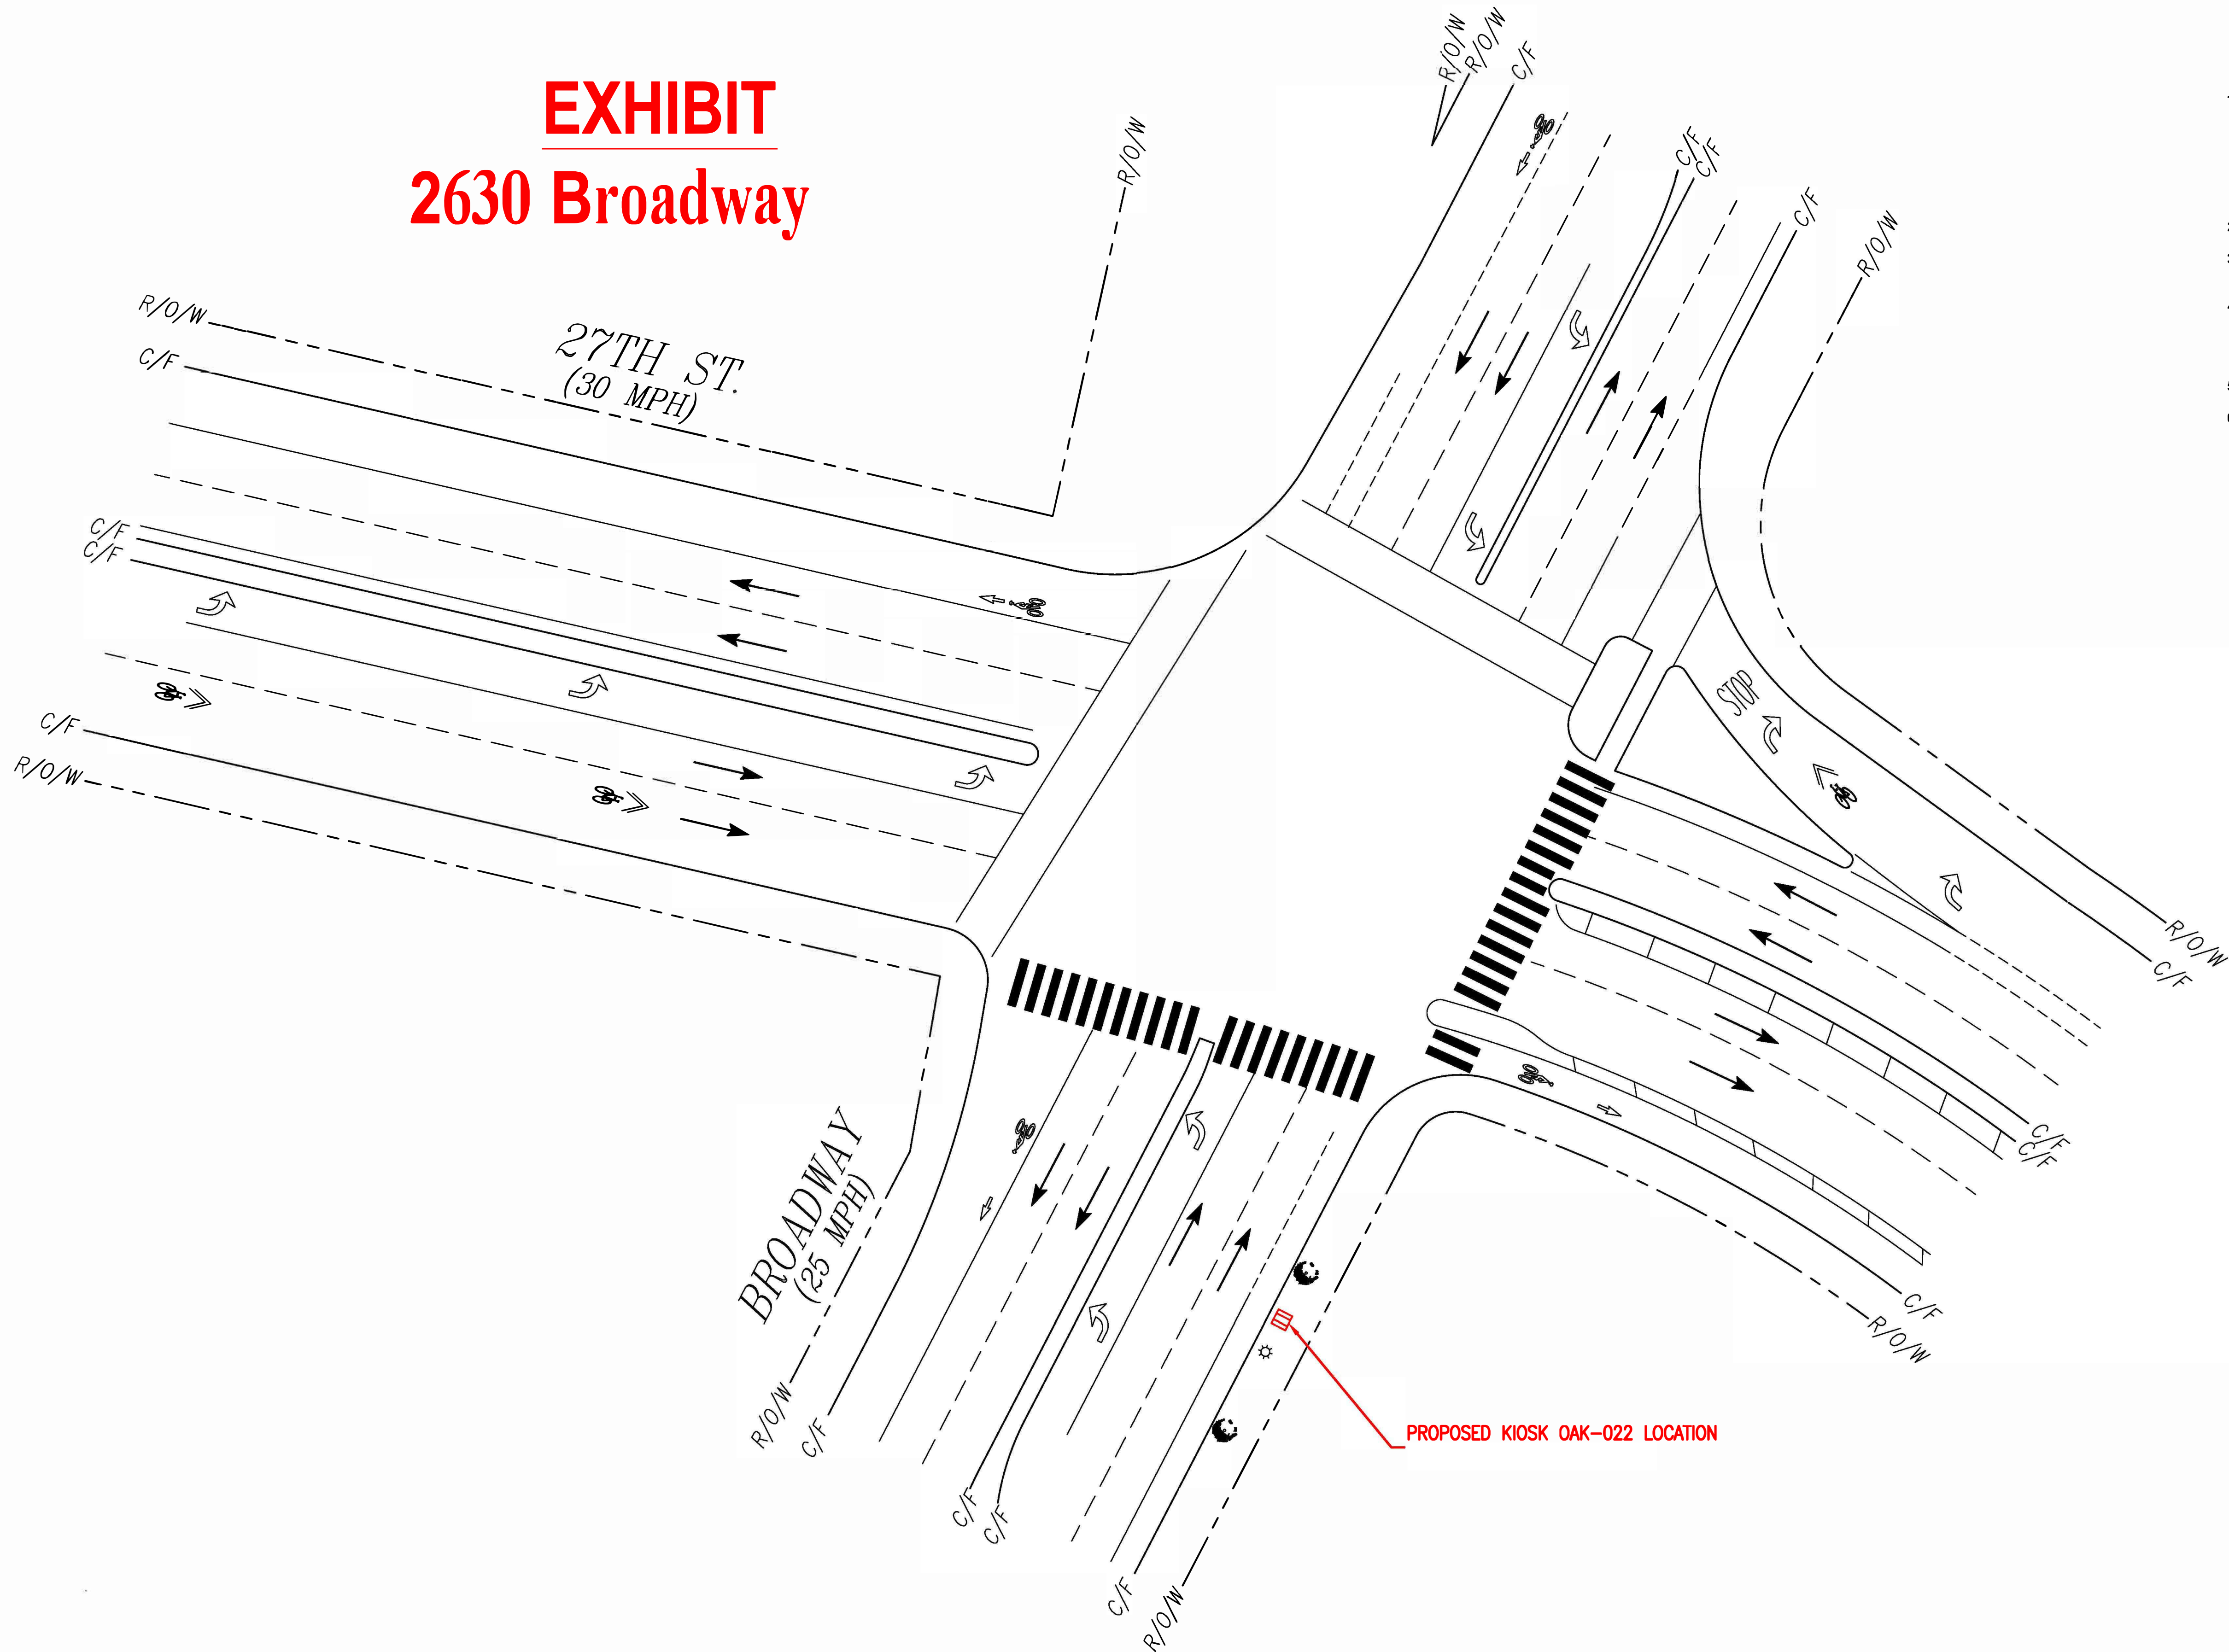 EXHIBIT
2630 Broadway
R/O/W
R/O/W
C/F
R/O/W
C/F
C/F
C/F
R/O/W
R/O/W
C/F
27TH ST.
(30 MPH)
C/F
C/F
STOP
C/F
R/O/W
R/O/W
C/F
BROADWAY
(25 MPH)
C/F
C/F
C/F
R/O/W
R/O/W
C/F
PROPOSED KIOSK OAK-022 LOCATION
C/F
C/F
C/F
R/O/W